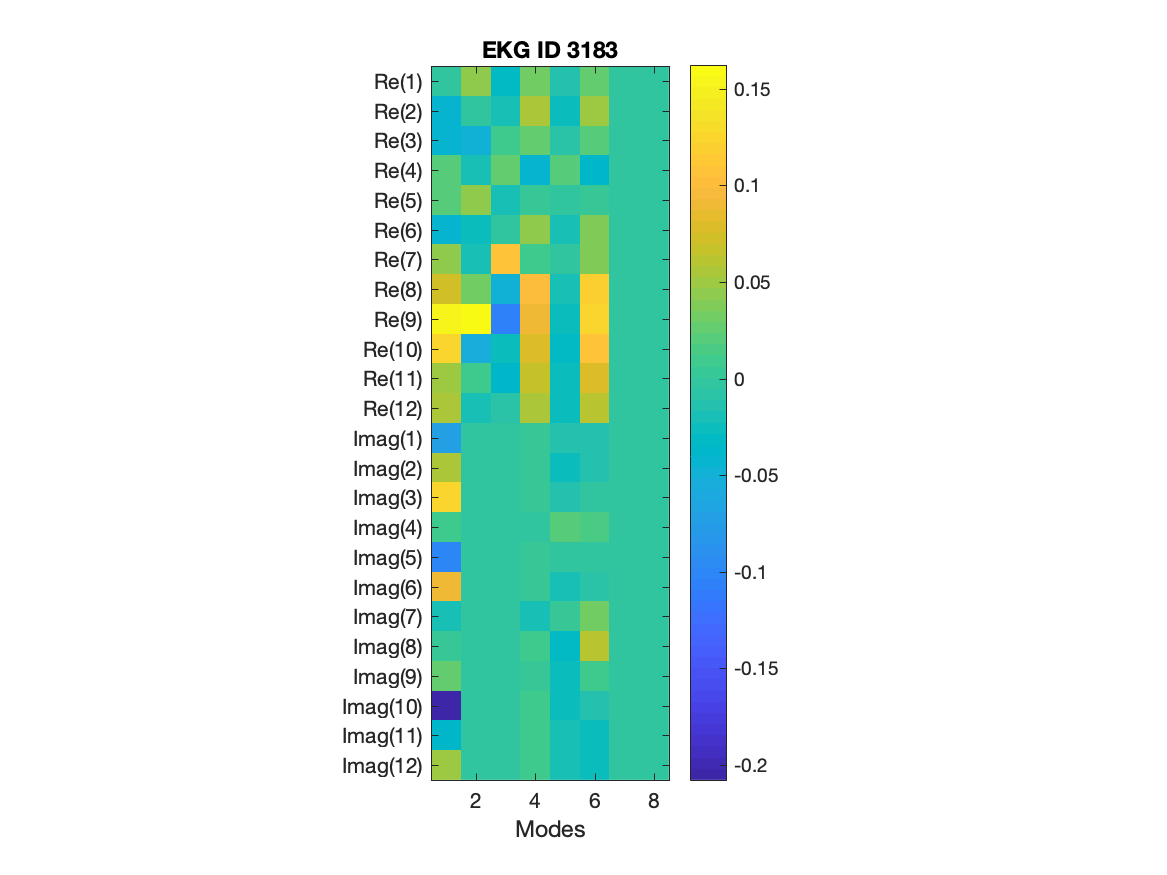 EKG ID 3183
Re(1)
Re(2)
Re(3)
Re(4)
Re(5)
Re(6)
Re(7)
Re(8)
Re(9)
Re(10)
Re(11)
Re(12)
Imag(1)
Imag(2)
Imag(3)
Imag(4)
Imag(5)
Imag(6)
Imag(7)
Imag(8)
Imag(9)
Imag(10)
Imag(11)
Imag(12)
2 4 6 8
Modes
0.15
0.1
0.05
0
-0.05
-0.1
-0.15
-0.2